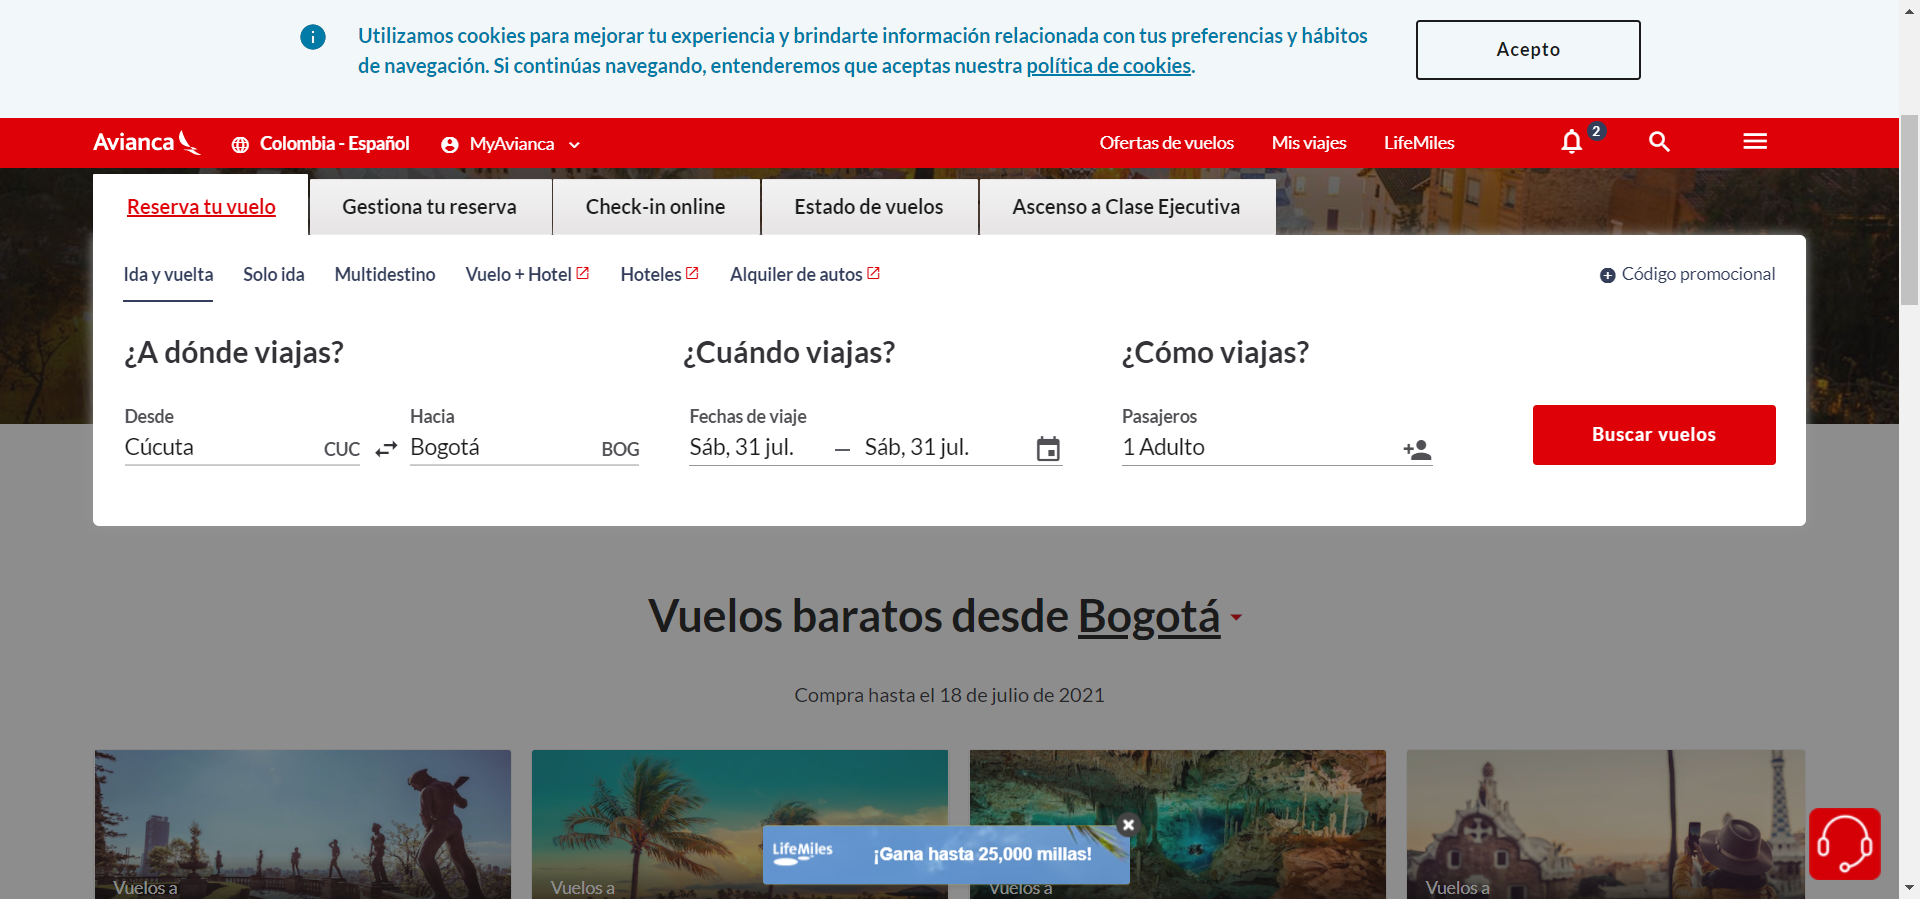 Utilizamos cookies para mejorar tu experiencia y brindarte información relacionada con tus preferencias y hábitos
de navegación. Si continúas navegando, entenderemos que aceptas nuestra política de cookies.
Acepto
Avianca
Colombia - Español
MyAvianca
Ofertas de vuelos
Mis viajes
LifeMiles
2
Reserva tu vuelo
Gestiona tu reserva
Check-in online
Estado de vuelos
Ascenso a Clase Ejecutiva
Ida y vuelta
Solo ida
Multidestino
Vuelo + Hotel
Hoteles
Alquiler de autos
Código promocional
¿A dónde viajas?
¿Cuándo viajas?
¿Cómo viajas?
Desde
Cúcuta CUC
Hacia
Bogotá BOG
Fechas de viaje
Sáb, 31 jul. — Sáb, 31 jul.
Pasajeros
1 Adulto
Buscar vuelos
Vuelos baratos desde Bogotá
Compra hasta el 18 de julio de 2021
Vuelos a
Vuelos a
Vuelos a
Vuelos a
LifeMiles
¡Gana hasta 25,000 millas!